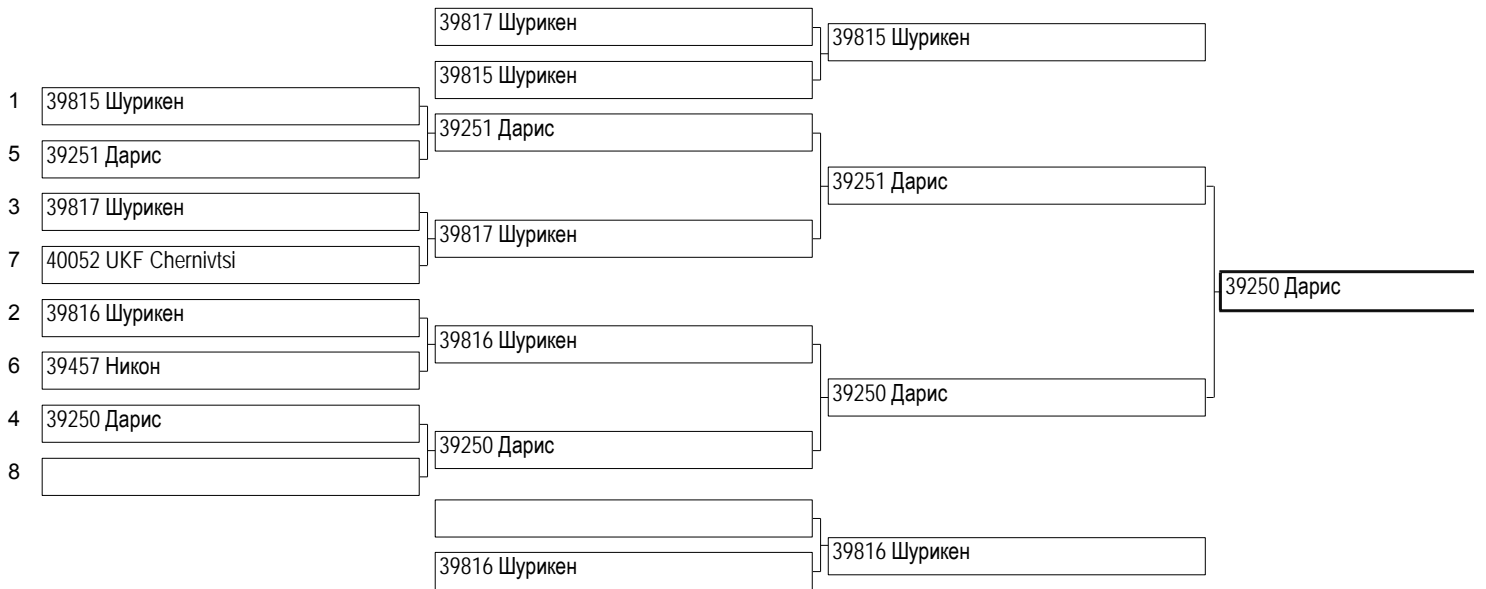 39817 Шурикен
39815 Шурикен
39815 Шурикен
1 39815 Шурикен
39251 Дарис
5 39251 Дарис
39251 Дарис
3 39817 Шурикен
39817 Шурикен
7 40052 UKF Chernivtsi
39250 Дарис
2 39816 Шурикен
39816 Шурикен
6 39457 Никон
39250 Дарис
4 39250 Дарис
39250 Дарис
8
39816 Шурикен
39816 Шурикен